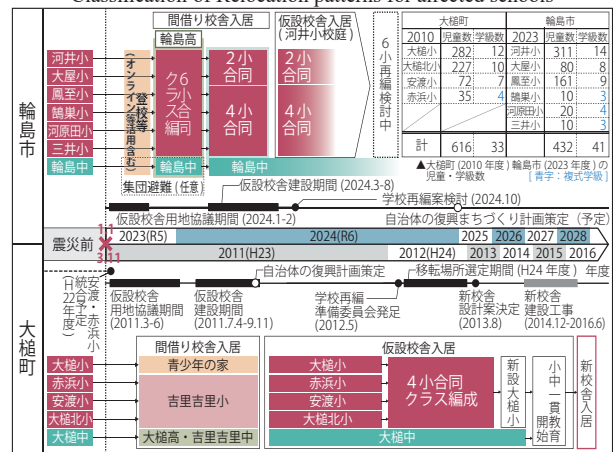 Classification of Relocation patterns for affected schools
間借り校舎入居
仮設校舎入居
(河井小校庭)
輪島市
河井小
大屋小
鳳至小
鵠巣小
河原田小
三井小
輪島中
登校等
(オンライン等活用含む)
輪島高
6小合同
クラス編
輪島中
2小
合同
4小
合同
輪島中
2小
合同
4小
合同
6小再編検討中
集団避難(任意)
大槌町
輪島市
2010 児童数 学級数 2023 児童数 学級数
大槌小 282 12 河井小 311 14
大槌北小 227 10 大屋小 80 8
安渡小 72 7 鳳至小 161 9
赤浜小 35 4 鵠巣小 10 3
河原田小 20 4
三井小 10 3
計 616 33 432 41
▲大槌町(2010年度)輪島市(2023年度)の
児童・学級数 [青字:複式学級]
仮設校舎建設期間(2024.3-8)
学校再編案検討(2024.10)
仮設校舎用地協議期間(2024.1-2)
自治体の復興まちづくり計画策定(予定)
震災前
1.1
3.11
2023(R5) 2024(R6) 2025 2026 2027 2028
2011(H23) 2012(H24) 2013 2014 2015 2016
年度
大槌町
安渡・赤浜小
統合予定
(H22年度)
自治体の復興計画策定
移転場所選定期間(H24年度)
仮設校舎
用地協議期間
(2011.3-6)
仮設校舎
建設期間
(2011.7.4-9.11)
学校再編
準備委員会発足
(2012.5)
新校舎
設計案決定
(2013.8)
新校舎
建設工事
(2014.12-2016.6)
間借り校舎入居
仮設校舎入居
大槌小
赤浜小
安渡小
大槌北小
大槌中
青少年の家
吉里吉里小
大槌高・吉里吉里中
大槌小
赤浜小
安渡小
大槌北小
大槌中
4小合同
クラス編成
新設大槌小
小中一貫教育
開始
新校舎入居